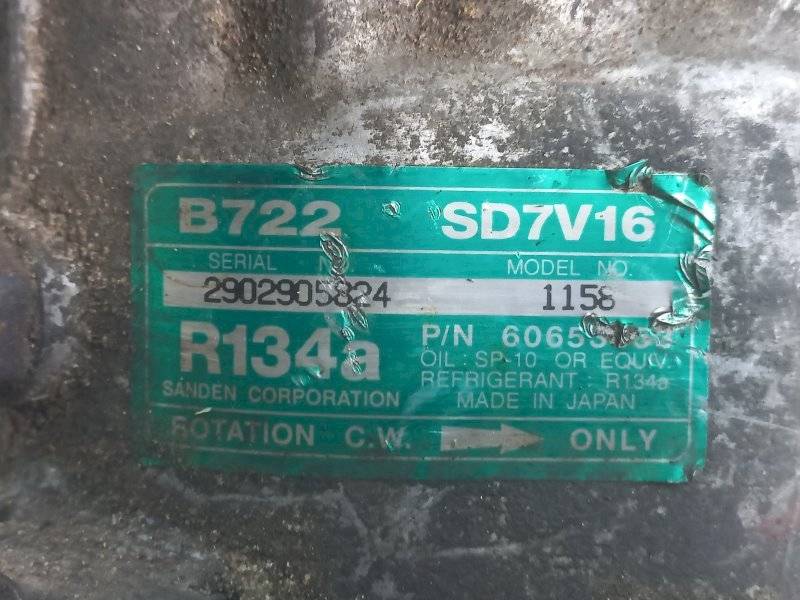 B722 SD7V16
SERIAL NO. MODEL NO.
2902905824 1158
R134a P/N
OIL : SP-10 OR EQUIV.
REFRIGERANT : R134a
SANDEN CORPORATION MADE IN JAPAN
ROTATION C.W. ONLY